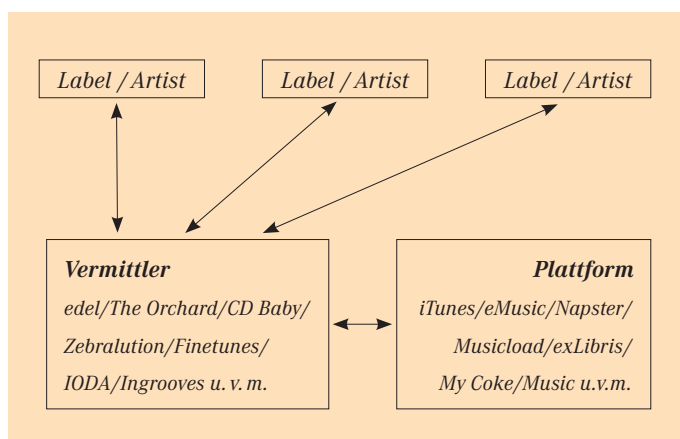 Label / Artist
Label / Artist
Label / Artist
Vermittler
edel/The Orchard/CD Baby/
Zebralution/Finetunes/
IODA/Ingrooves u. v. m.
Plattform
iTunes/eMusic/Napster/
Musicload/exLibris/
My Coke/Music u.v.m.